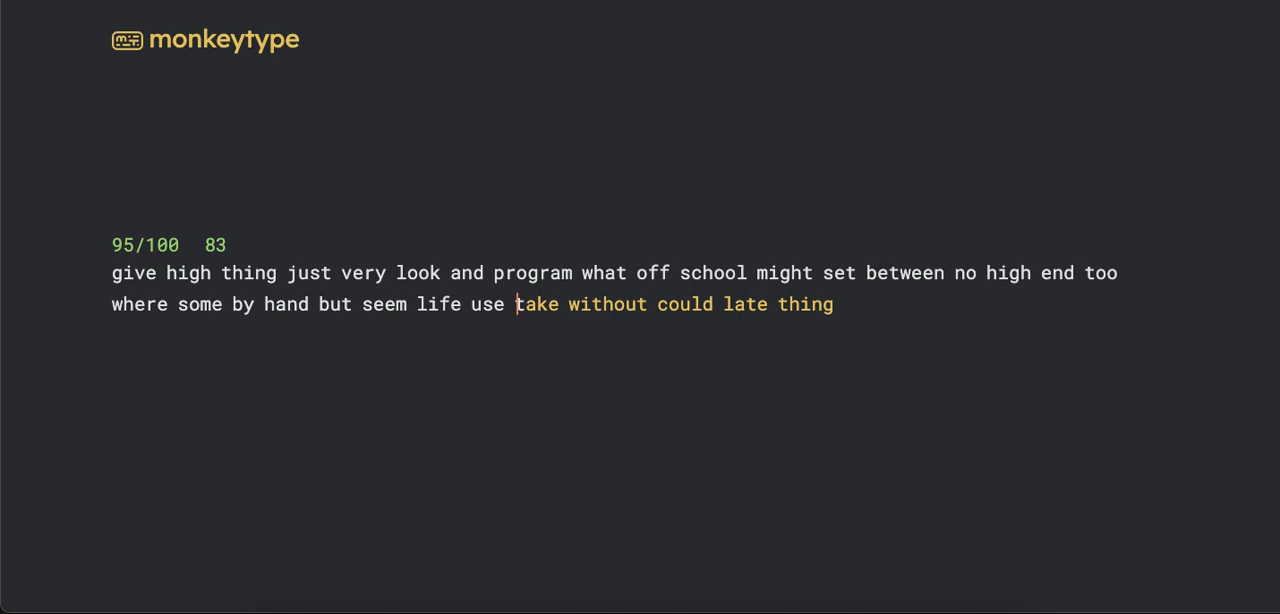 monkeytype
95/100 83
give high thing just very look and program what off school might set between no high end too
where some by hand but seem life use take without could late thing